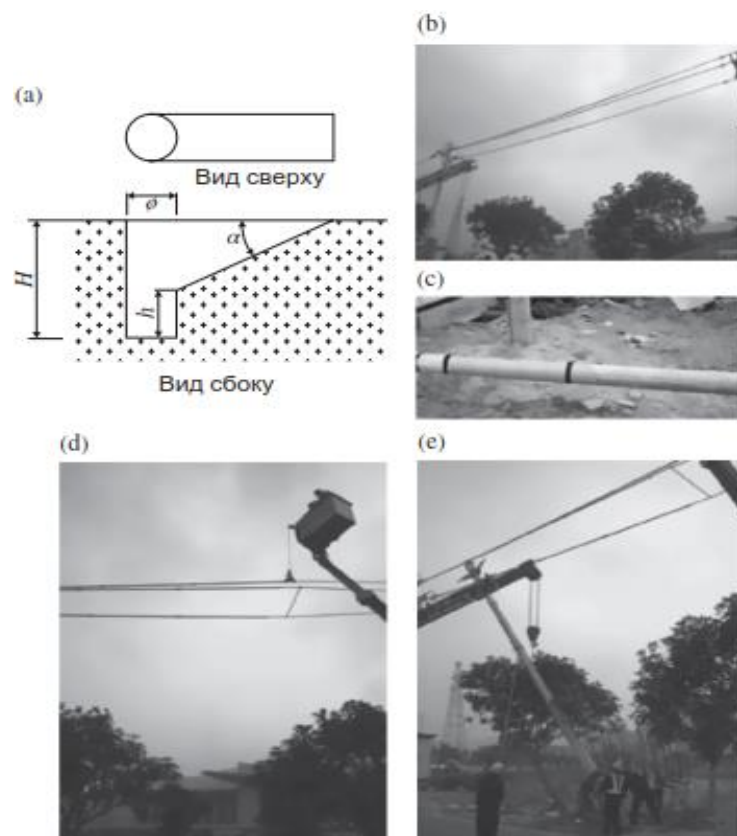 (a)
Вид сверху
ø
H
α
h
Вид сбоку
(b)
(c)
(d)
(e)